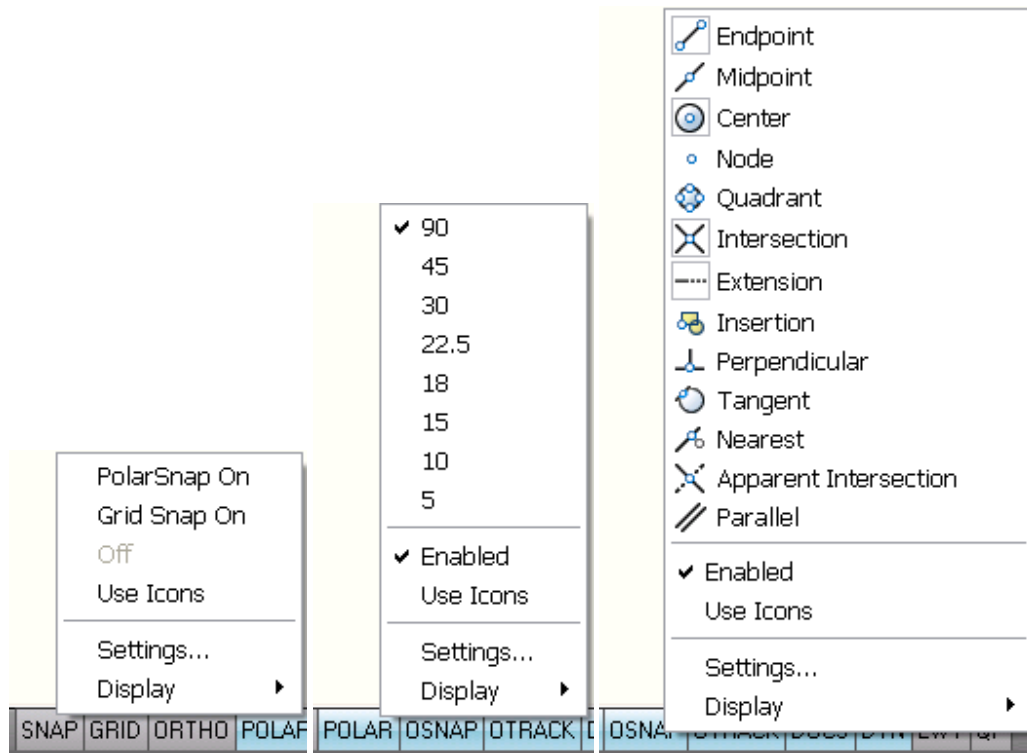 PolarSnap On
Grid Snap On
Off
Use Icons
Settings...
Display
SNAP GRID ORTHO
90
45
30
22.5
18
15
10
5
Enabled
Use Icons
Settings...
Display
POLAR OSNAP OTRACK
Endpoint
Midpoint
Center
Node
Quadrant
Intersection
Extension
Insertion
Perpendicular
Tangent
Nearest
Apparent Intersection
Parallel
Enabled
Use Icons
Settings...
Display